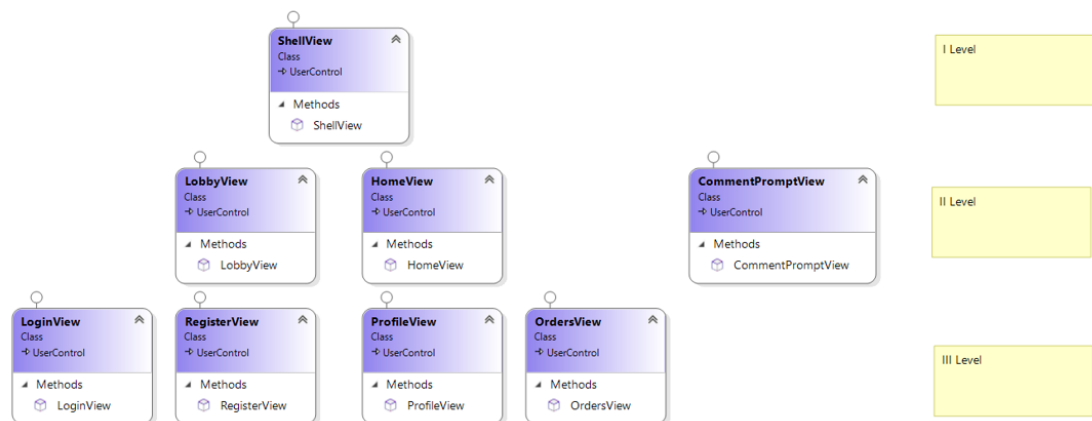 ShellView
Class
UserControl
Methods
ShellView
I Level
LobbyView
Class
UserControl
Methods
LobbyView
HomeView
Class
UserControl
Methods
HomeView
CommentPromptView
Class
UserControl
Methods
CommentPromptView
II Level
LoginView
Class
UserControl
Methods
LoginView
RegisterView
Class
UserControl
Methods
RegisterView
ProfileView
Class
UserControl
Methods
ProfileView
OrdersView
Class
UserControl
Methods
OrdersView
III Level